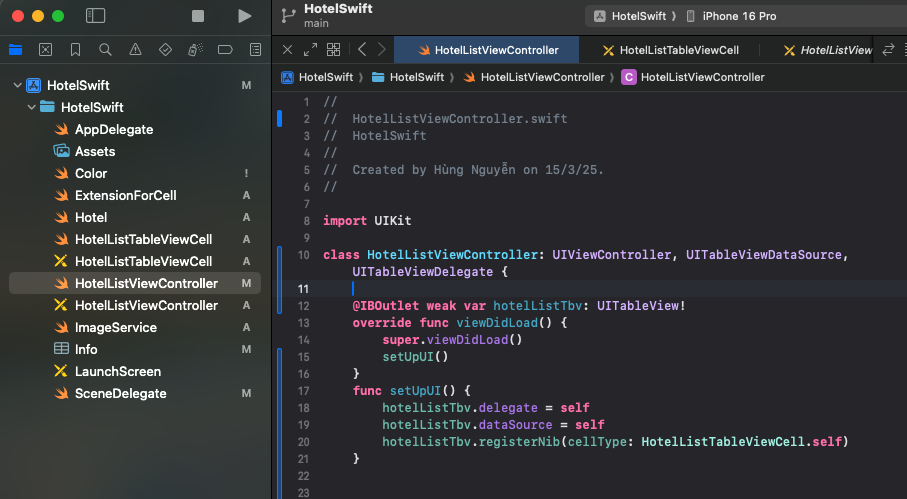 HotelSwift
main
HotelSwift 〉 iPhone 16 Pro
HotelListViewController
HotelListTableViewCell
HotelListView
HotelSwift 〉 HotelSwift 〉 HotelListViewController 〉 C HotelListViewController
HotelSwift M
HotelSwift
AppDelegate
Assets
Color !
ExtensionForCell A
Hotel A
HotelListTableViewCell A
HotelListTableViewCell A
HotelListViewController M
HotelListViewController A
ImageService A
Info M
LaunchScreen
SceneDelegate M
1 //
2 //  HotelListViewController.swift
3 //  HotelSwift
4 //
5 //  Created by Hùng Nguyễn on 15/3/25.
6 //
7
8 import UIKit
9
10 class HotelListViewController: UIViewController, UITableViewDataSource,
UITableViewDelegate {
11
12     @IBOutlet weak var hotelListTbv: UITableView!
13     override func viewDidLoad() {
14         super.viewDidLoad()
15         setUpUI()
16     }
17     func setUpUI() {
18         hotelListTbv.delegate = self
19         hotelListTbv.dataSource = self
20         hotelListTbv.registerNib(cellType: HotelListTableViewCell.self)
21     }
22
23